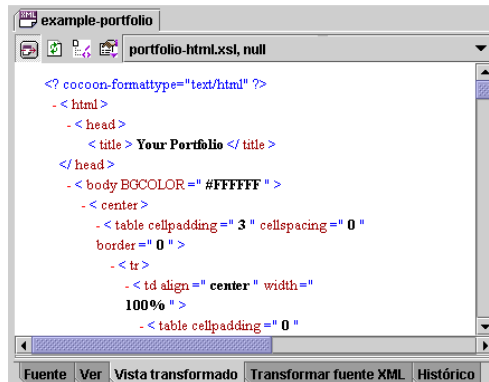 example-portfolio
portfolio-html.xsl, null
<? cocoon-formattype="text/html" ?>
- < html >
- < head >
< title > Your Portfolio </ title >
</ head >
- < body BGCOLOR =" #FFFFFF " >
- < center >
- < table cellpadding =" 3 " cellspacing =" 0 "
border =" 0 " >
- < tr >
- < td align =" center " width ="
100% " >
- < table cellpadding =" 0 "
Fuente Ver Vista transformado Transformar fuente XML Histórico